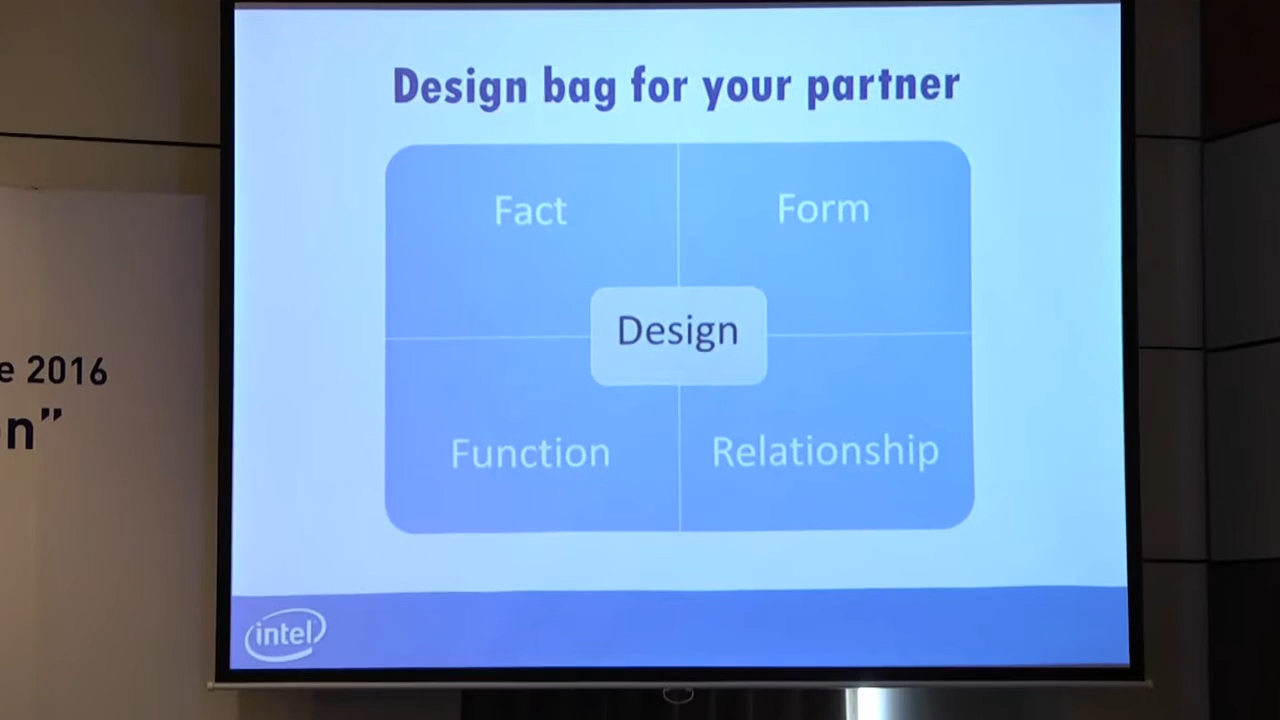 Design bag for your partner
Fact
Form
Design
Function
Relationship
intel
2016